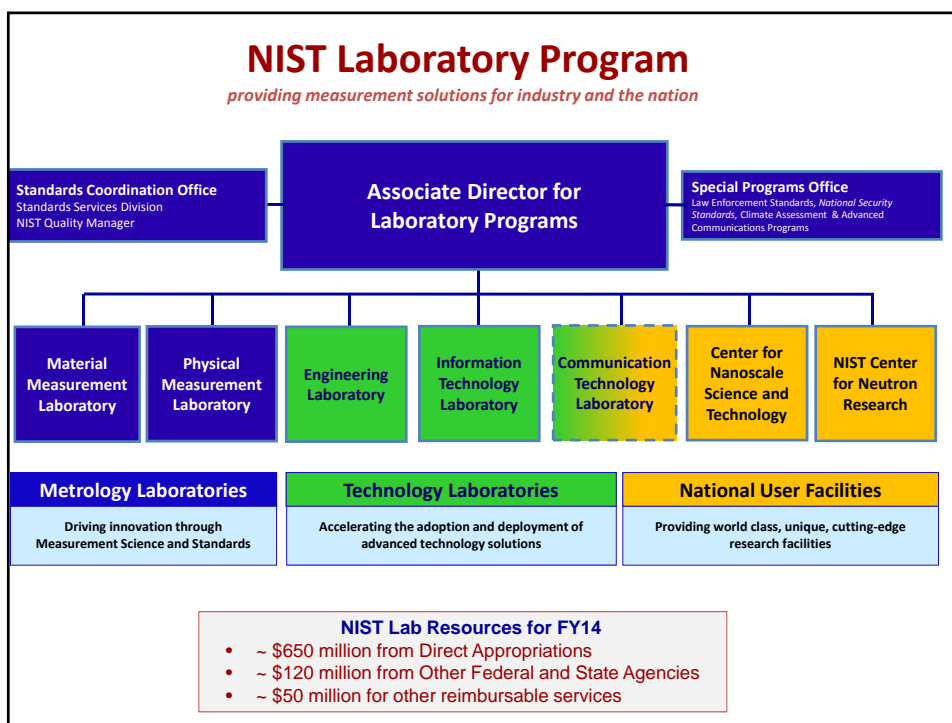 NIST Laboratory Program
providing measurement solutions for industry and the nation
Standards Coordination Office
Standards Services Division
NIST Quality Manager
Associate Director for
Laboratory Programs
Special Programs Office
Law Enforcement Standards, National Security
Standards, Climate Assessment & Advanced
Communications Programs
Material
Measurement
Laboratory
Physical
Measurement
Laboratory
Engineering
Laboratory
Information
Technology
Laboratory
Communication
Technology
Laboratory
Center for
Nanoscale
Science and
Technology
NIST Center
for Neutron
Research
Metrology Laboratories
Driving innovation through
Measurement Science and Standards
Technology Laboratories
Accelerating the adoption and deployment of
advanced technology solutions
National User Facilities
Providing world class, unique, cutting-edge
research facilities
NIST Lab Resources for FY14
• ~ $650 million from Direct Appropriations
• ~ $120 million from Other Federal and State Agencies
• ~ $50 million for other reimbursable services